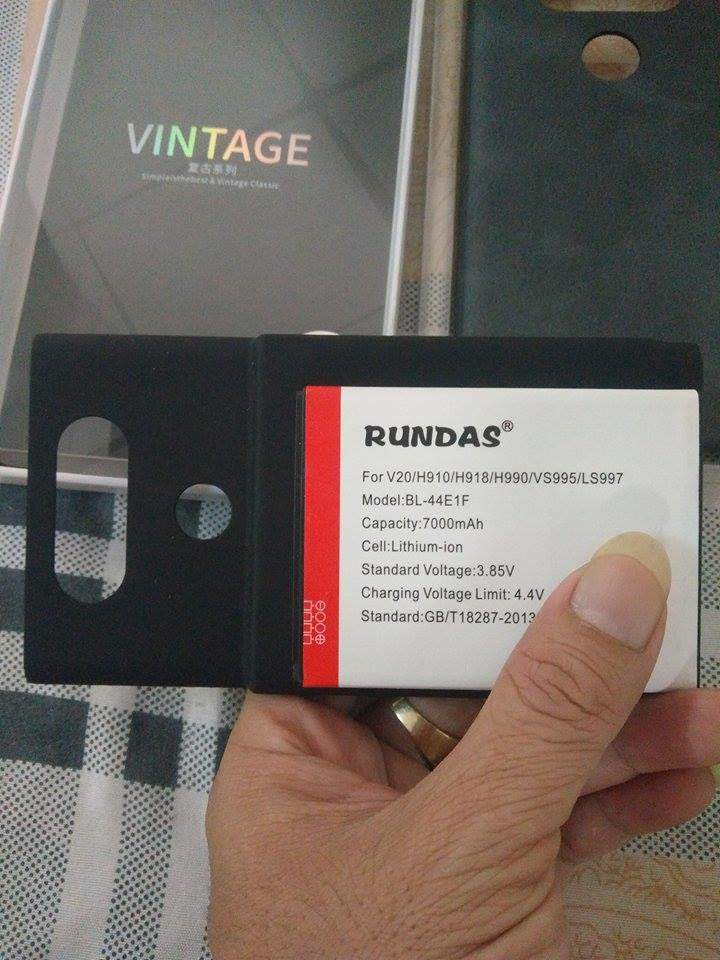 VINTAGE
复古系列
Simpleisthebest & Vintage Classic
RUNDAS®
For V20/H910/H918/H990/VS995/LS997
Model:BL-44E1F
Capacity:7000mAh
Cell:Lithium-ion
Standard Voltage:3.85V
Charging Voltage Limit: 4.4V
Standard:GB/T18287-2013